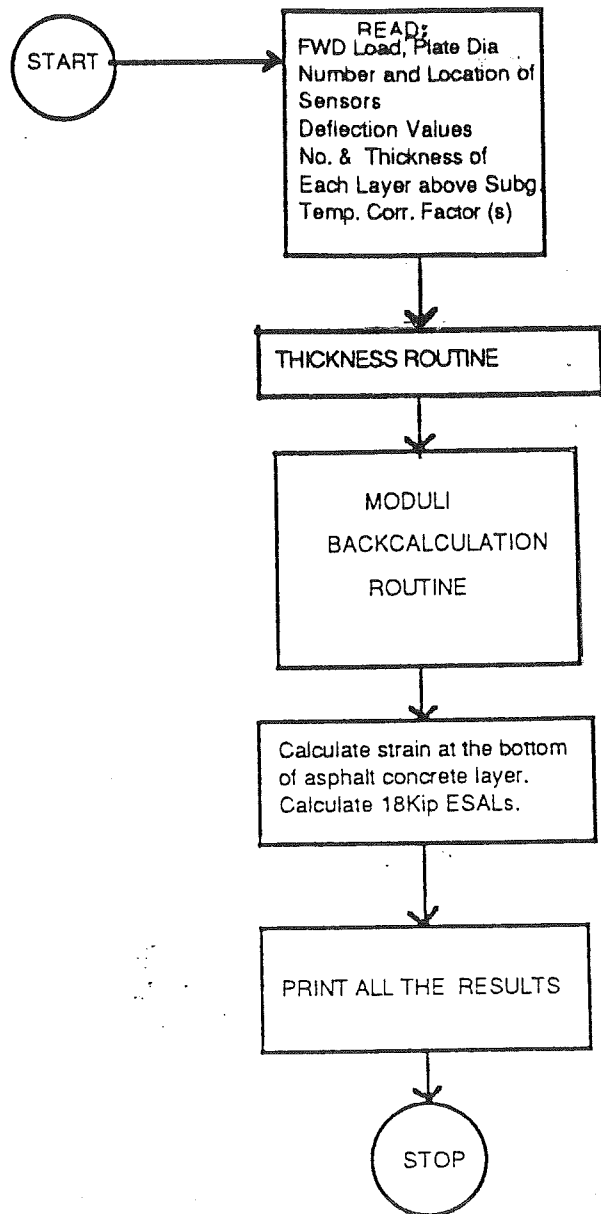 START
READ:
FWD Load, Plate Dia
Number and Location of
Sensors
Deflection Values
No. & Thickness of
Each Layer above Subg.
Temp. Corr. Factor (s)
THICKNESS ROUTINE
MODULI
BACKCALCULATION
ROUTINE
Calculate strain at the bottom
of asphalt concrete layer.
Calculate 18Kip ESALs.
PRINT ALL THE RESULTS
STOP